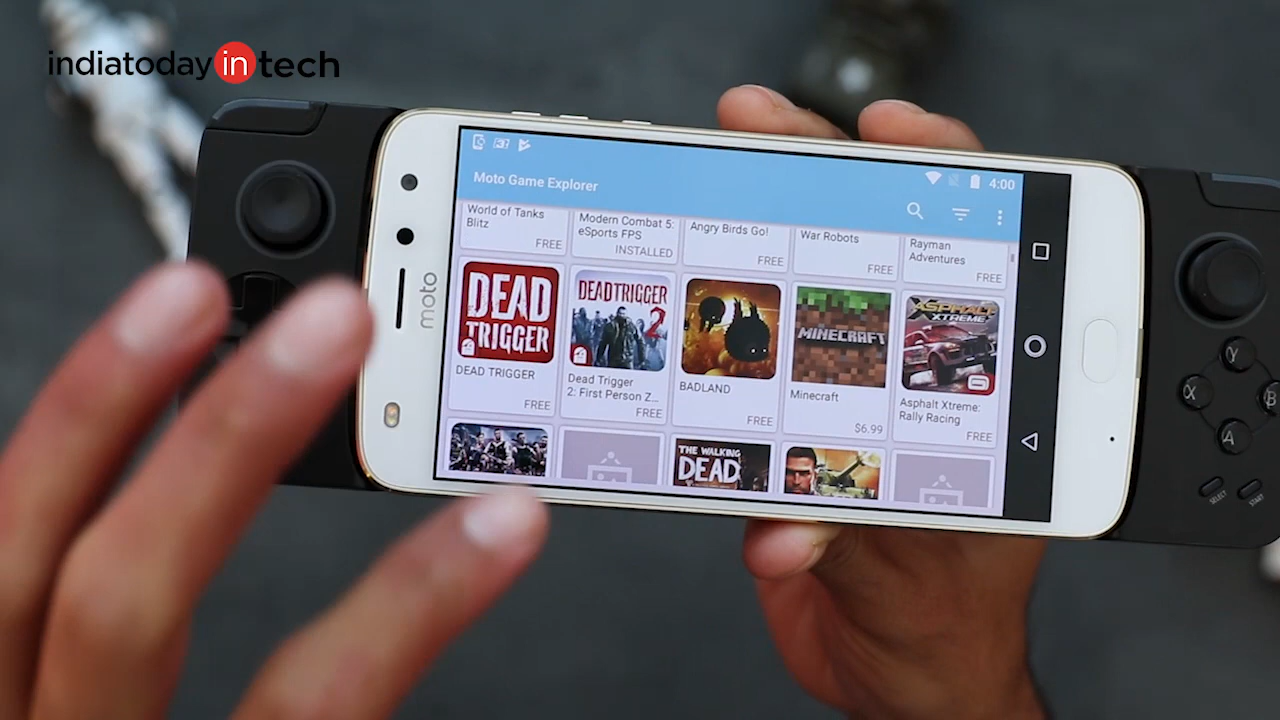 indiatoday in tech
31
4:00
Moto Game Explorer
World of Tanks
Blitz
FREE
Modern Combat 5:
eSports FPS
INSTALLED
Angry Birds Go!
FREE
War Robots
FREE
Rayman
Adventures
FREE
DEAD
TRIGGER
DEAD TRIGGER
FREE
DEAD TRIGGER
2
Dead Trigger
2: First Person Z...
FREE
BADLAND
FREE
MINECRAFT
Minecraft
$6.99
ASPHALT
XTREME
Asphalt Xtreme:
Rally Racing
FREE
THE WALKING
DEAD
moto
Y
X
B
A
SELECT
START